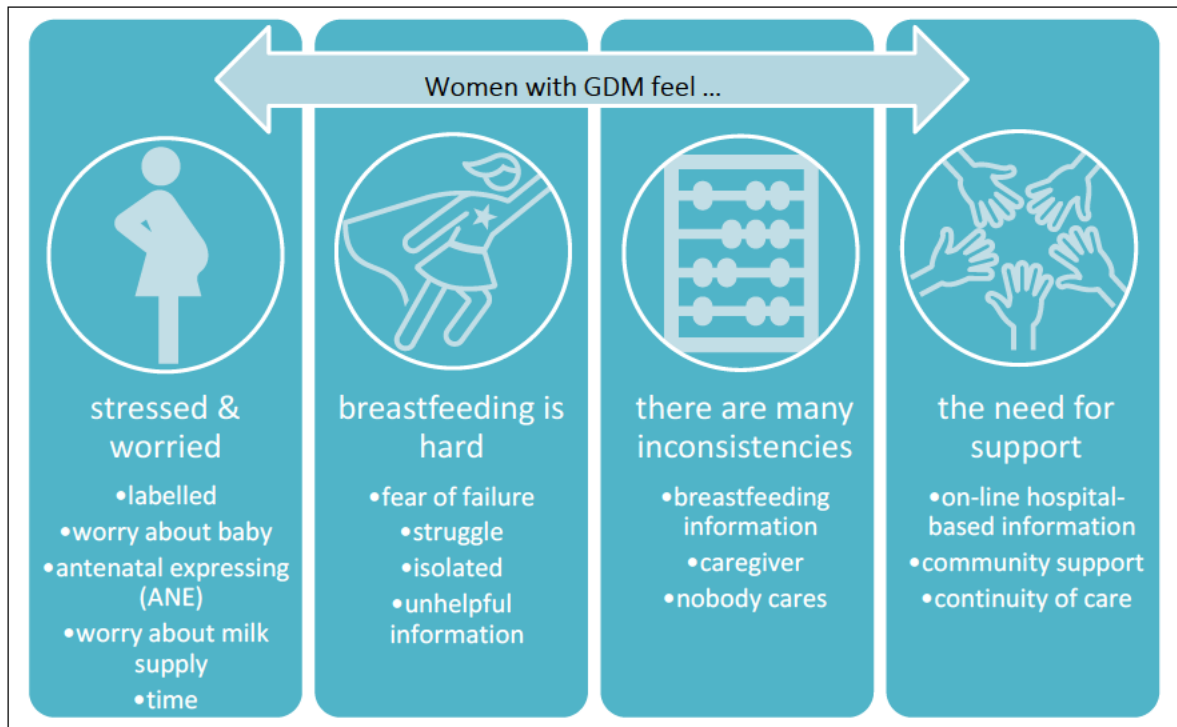 Women with GDM feel ...
stressed &
worried
•labelled
•worry about baby
•antenatal expressing
(ANE)
•worry about milk
supply
•time
breastfeeding is
hard
•fear of failure
•struggle
•isolated
•unhelpful
information
there are many
inconsistencies
•breastfeeding
information
•caregiver
•nobody cares
the need for
support
•on-line hospital-
based information
•community support
•continuity of care